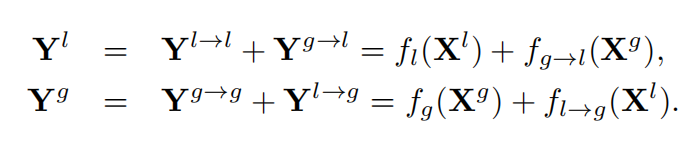 Y^l = Y^{l→l} + Y^{g→l} = f_l(X^l) + f_{g→l}(X^g),
Y^g = Y^{g→g} + Y^{l→g} = f_g(X^g) + f_{l→g}(X^l).